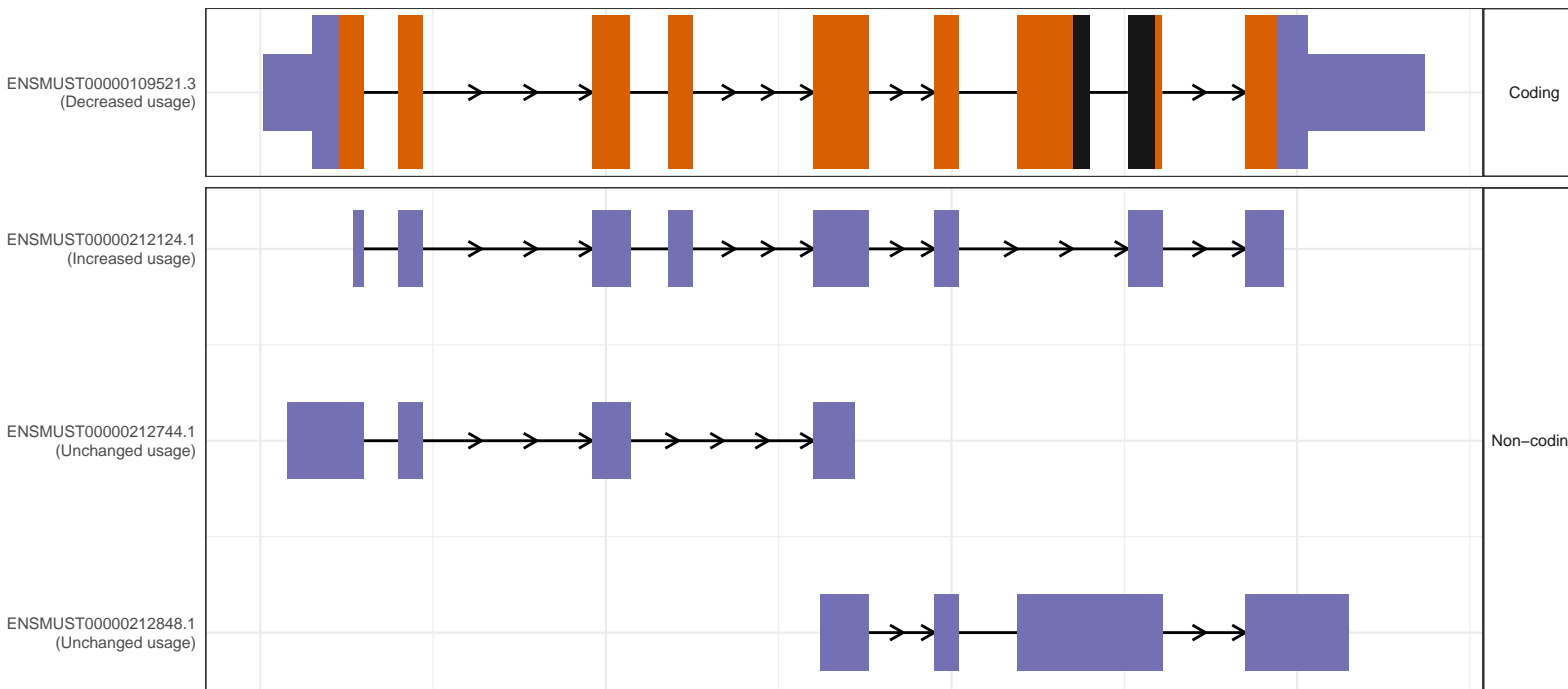 ENSMUST00000109521.3
(Decreased usage)
Coding
ENSMUST00000212124.1
(Increased usage)
ENSMUST00000212744.1
(Unchanged usage)
Non−codin
ENSMUST00000212848.1
(Unchanged usage)